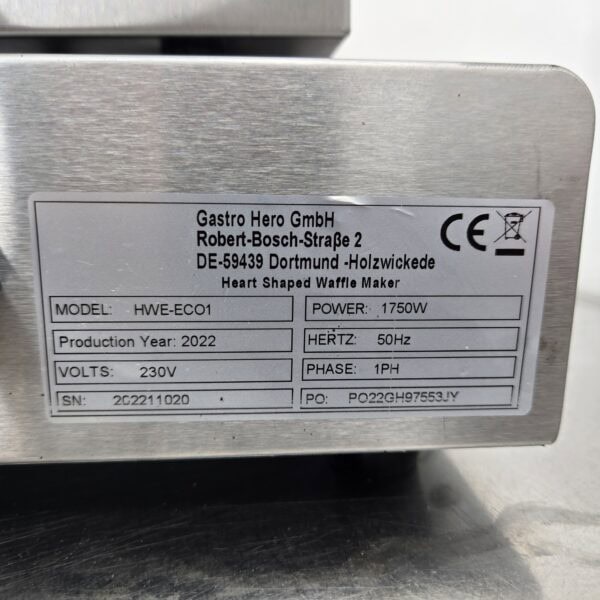 Gastro Hero GmbH
Robert-Bosch-Straße 2
DE-59439 Dortmund -Holzwickede
Heart Shaped Waffle Maker
CE
MODEL: HWE-ECO1
POWER: 1750W
Production Year: 2022
HERTZ: 50Hz
VOLTS: 230V
PHASE: 1PH
SN: 202211020
PO: PO22GH97553JY